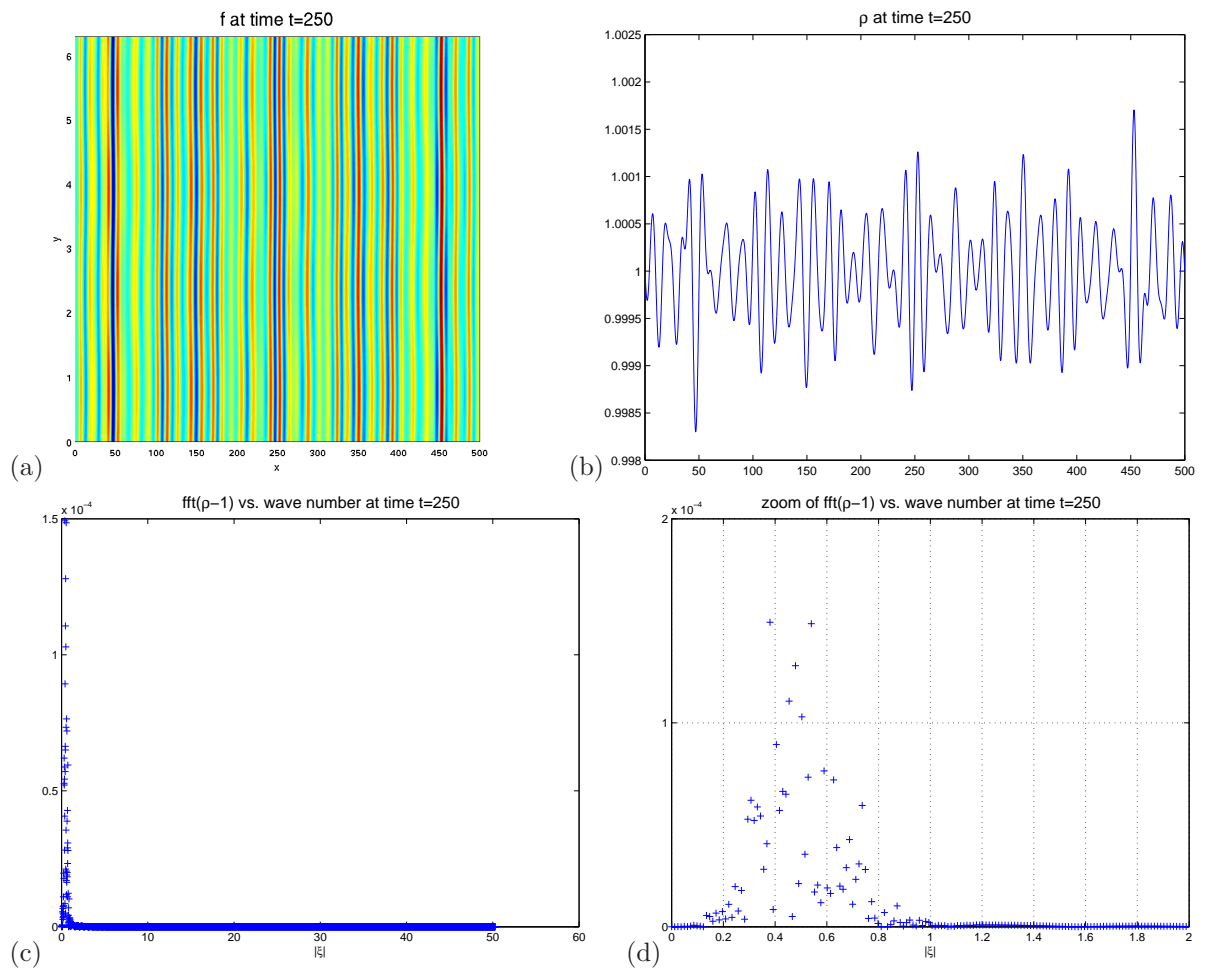 f at time t=250
6
5
4
3
2
1
0
y
0 50 100 150 200 250 300 350 400 450 500
x
(a)
ρ at time t=250
1.0025
1.002
1.0015
1.001
1.0005
1
0.9995
0.999
0.9985
0.998
0 50 100 150 200 250 300 350 400 450 500
(b)
fft(ρ−1) vs. wave number at time t=250
x 10⁻⁴
1.5
1
0.5
0
0 10 20 30 40 50 60
|ξ|
(c)
zoom of fft(ρ−1) vs. wave number at time t=250
x 10⁻⁴
2
1
0
0 0.2 0.4 0.6 0.8 1 1.2 1.4 1.6 1.8 2
|ξ|
(d)